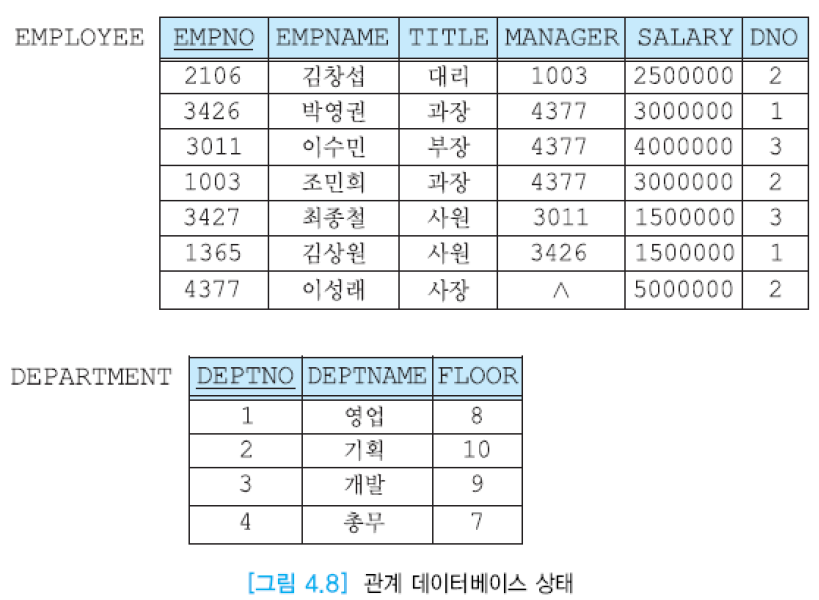 EMPLOYEE EMPNO EMPNAME TITLE MANAGER SALARY DNO
2106 김창섭 대리 1003 2500000 2
3426 박영권 과장 4377 3000000 1
3011 이수민 부장 4377 4000000 3
1003 조민희 과장 4377 3000000 2
3427 최종철 사원 3011 1500000 3
1365 김상원 사원 3426 1500000 1
4377 이성래 사장 ∧ 5000000 2
DEPARTMENT DEPTNO DEPTNAME FLOOR
1 영업 8
2 기획 10
3 개발 9
4 총무 7
[그림 4.8] 관계 데이터베이스 상태